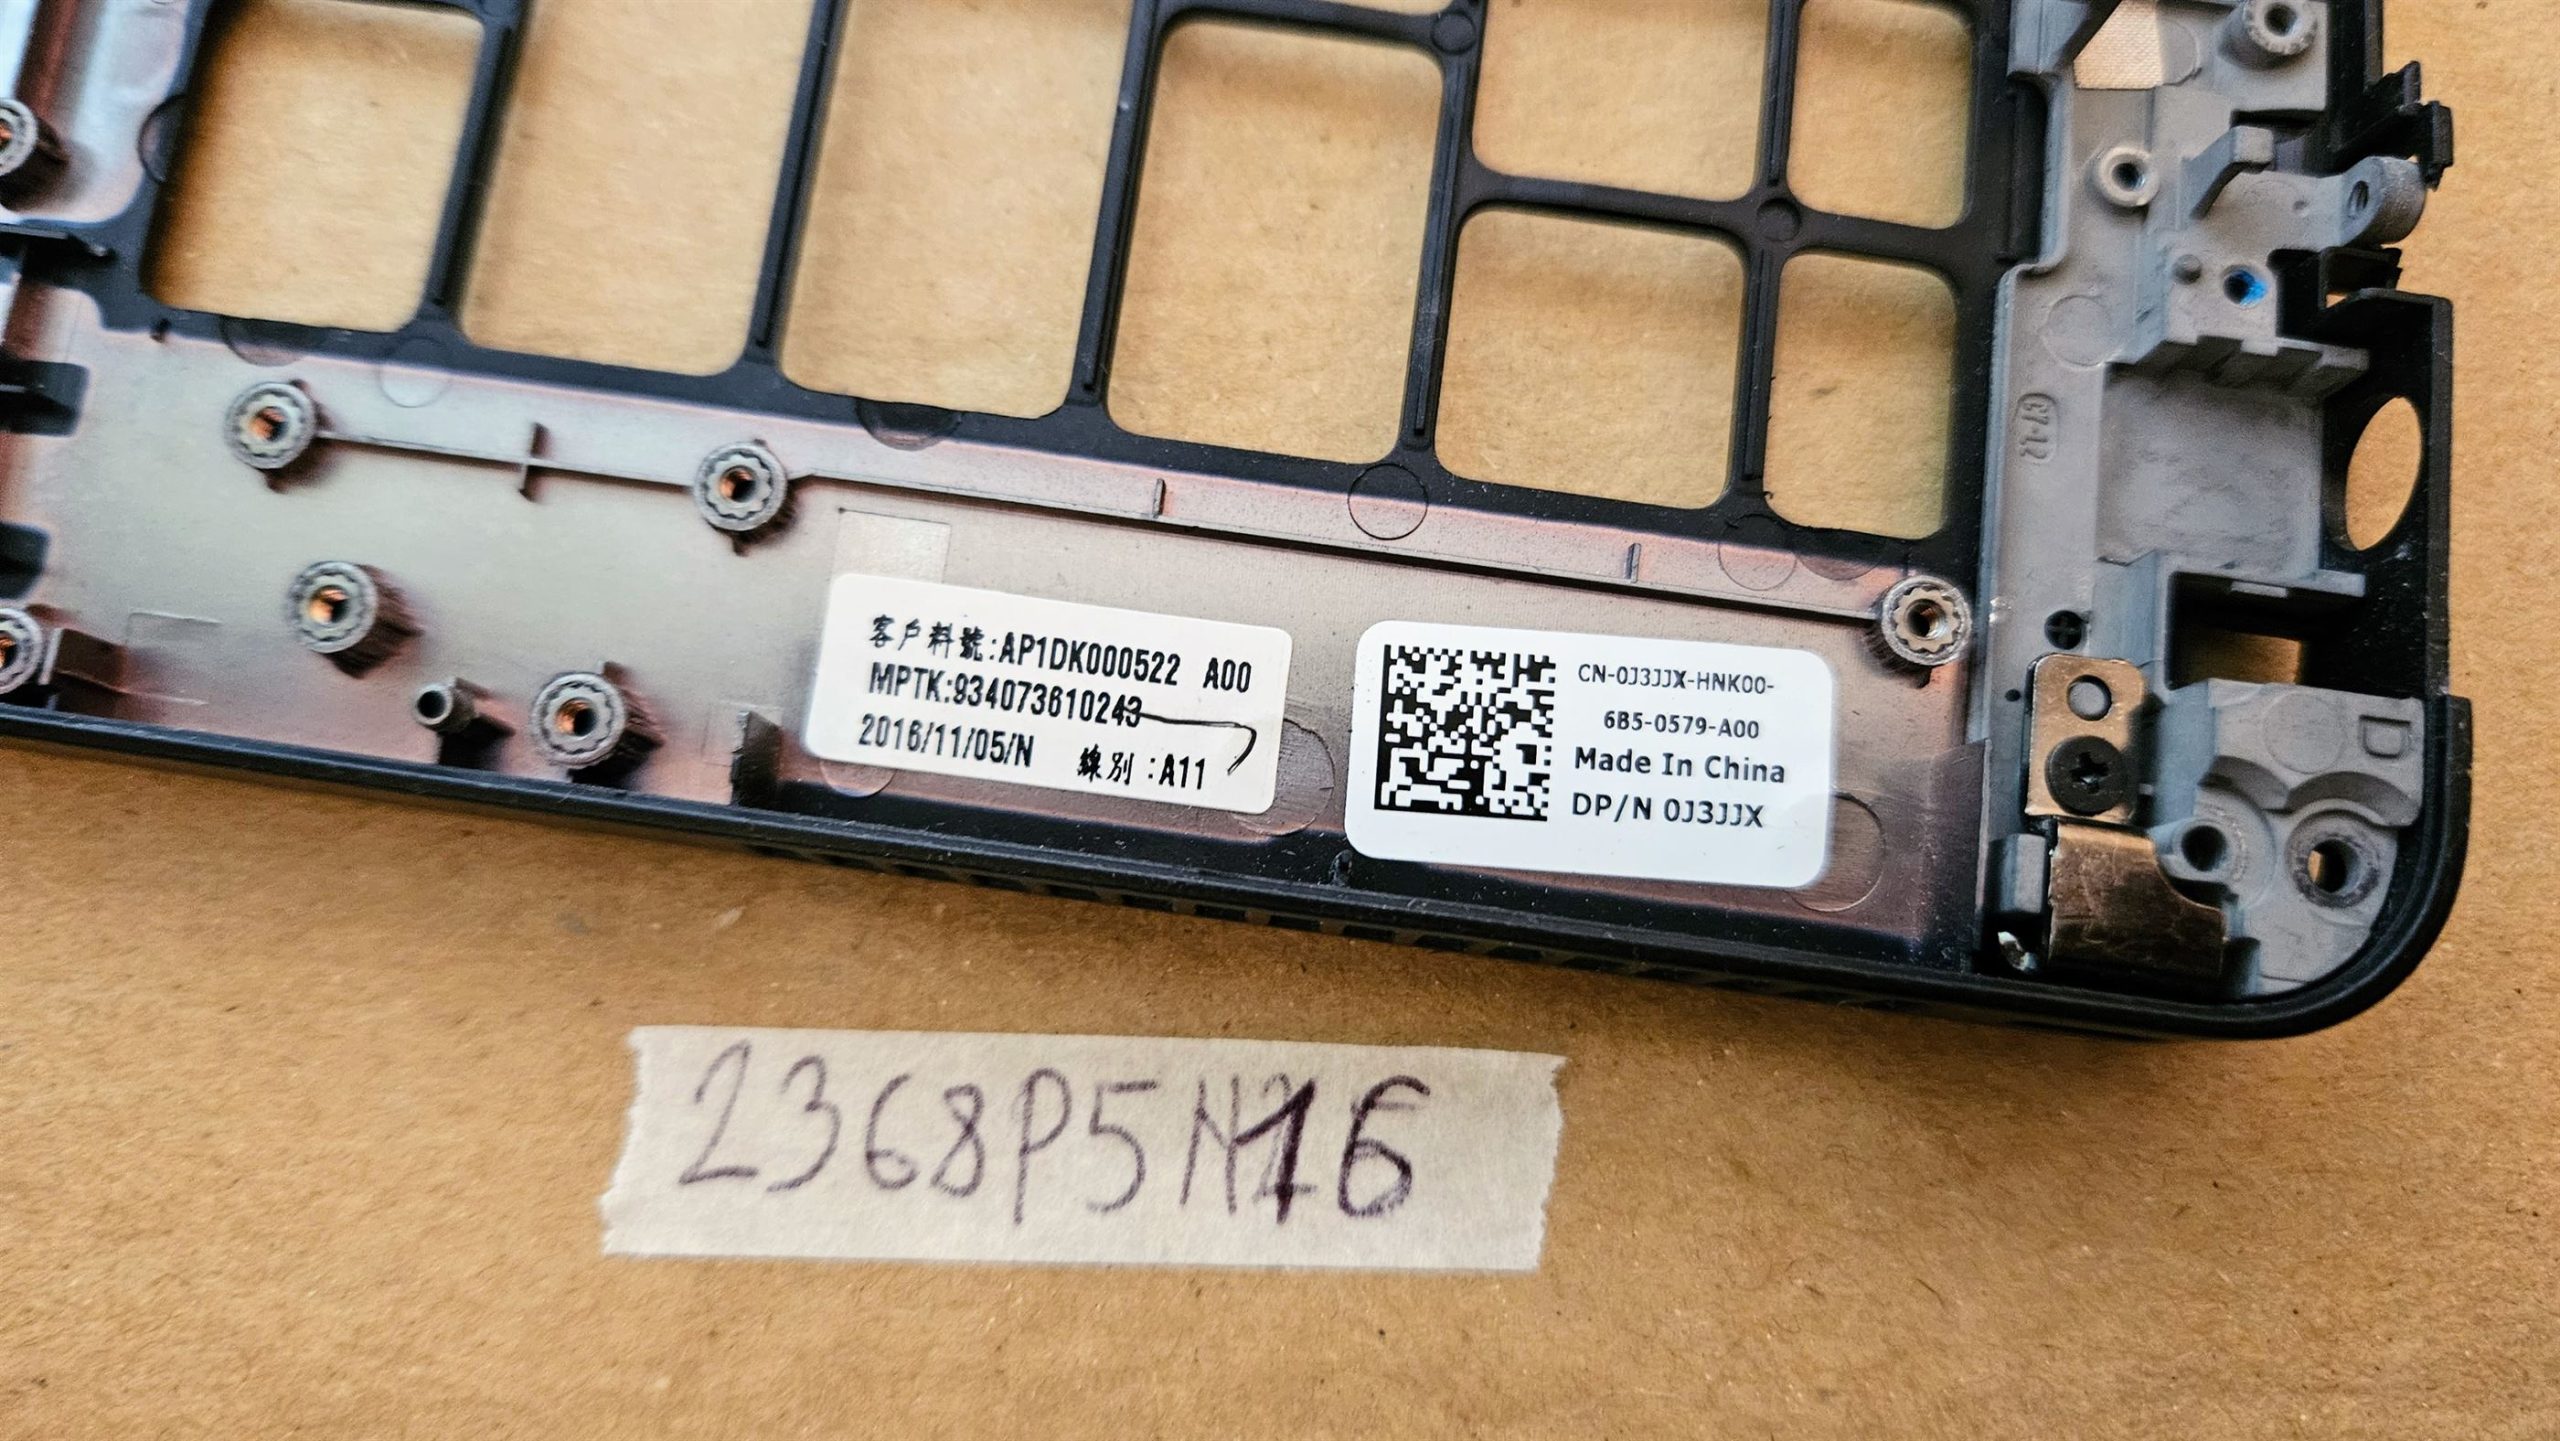 客戶料號:AP1DK000522 A00
MPTK:934073610243
2016/11/05/N 線別:A11
CN-0J3JJX-HNK00-
6B5-0579-A00
Made In China
DP/N 0J3JJX
D